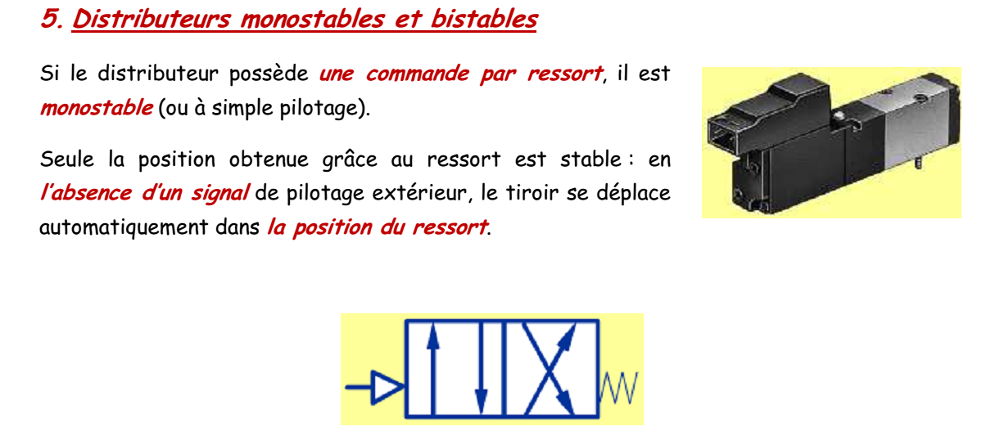 5. Distributeurs monostables et bistables
Si le distributeur possède une commande par ressort, il est
monostable (ou à simple pilotage).
Seule la position obtenue grâce au ressort est stable : en
l'absence d'un signal de pilotage extérieur, le tiroir se déplace
automatiquement dans la position du ressort.